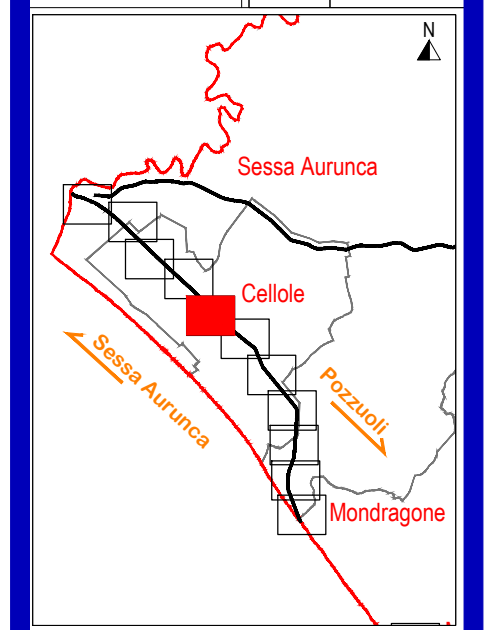 N
Sessa Aurunca
Cellole
Sessa Aurunca
Pozzuoli
Mondragone